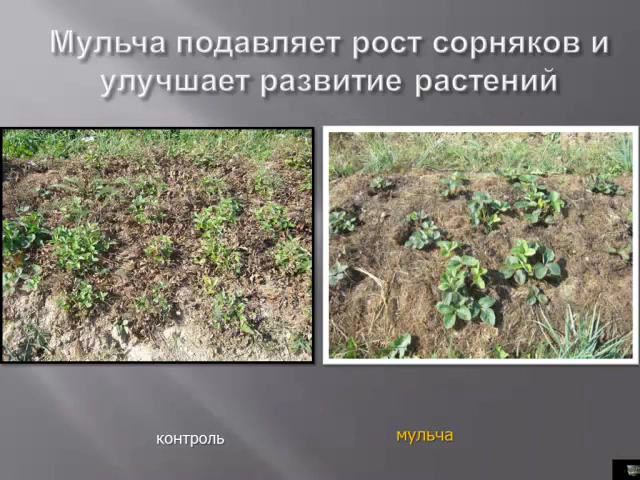 Мульча подавляет рост сорняков и
улучшает развитие растений
контроль
мульча